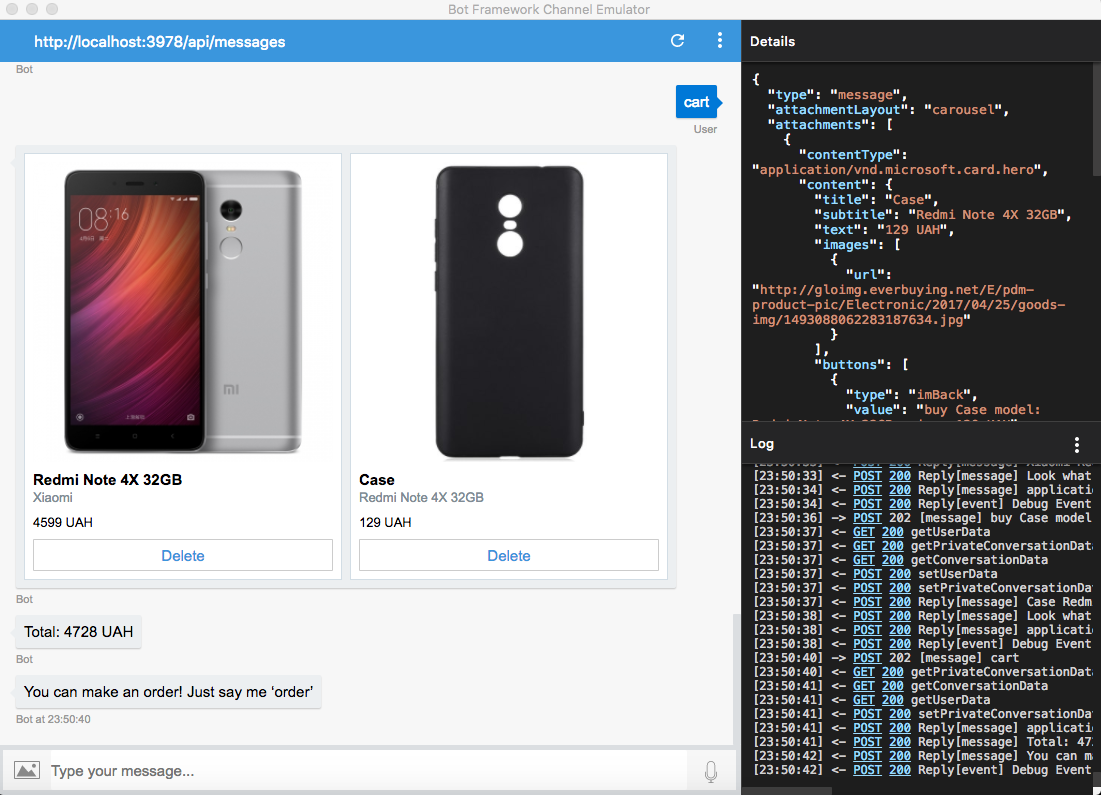 Bot Framework Channel Emulator
http://localhost:3978/api/messages
Bot
cart
User
08:16
Redmi Note 4X 32GB
Xiaomi
4599 UAH
Delete
Case
Redmi Note 4X 32GB
129 UAH
Delete
Bot
Total: 4728 UAH
Bot
You can make an order! Just say me ‘order’
Bot at 23:50:40
Type your message...
Details
{
"type": "message",
"attachmentLayout": "carousel",
"attachments": [
{
"contentType":
"application/vnd.microsoft.card.hero",
"content": {
"title": "Case",
"subtitle": "Redmi Note 4X 32GB",
"text": "129 UAH",
"images": [
{
"url":
"http://gloimg.everbuying.net/E/pdm-
product-pic/Electronic/2017/04/25/goods-
img/1493088062283187634.jpg"
}
],
"buttons": [
{
"type": "imBack",
"value": "buy Case model:
Log
[23:50:33] <- POST 200 Reply[message] Look what
[23:50:34] <- POST 200 Reply[message] applicatio
[23:50:34] <- POST 200 Reply[event] Debug Event
[23:50:36] -> POST 202 [message] buy Case model
[23:50:37] <- GET 200 getUserData
[23:50:37] <- GET 200 getPrivateConversationData
[23:50:37] <- GET 200 getConversationData
[23:50:37] <- POST 200 setUserData
[23:50:37] <- POST 200 setPrivateConversationDa
[23:50:37] <- POST 200 Reply[message] Case Redm
[23:50:38] <- POST 200 Reply[message] Look what
[23:50:38] <- POST 200 Reply[message] applicatio
[23:50:38] <- POST 200 Reply[event] Debug Event
[23:50:40] -> POST 202 [message] cart
[23:50:40] <- GET 200 getPrivateConversationData
[23:50:41] <- GET 200 getConversationData
[23:50:41] <- GET 200 getUserData
[23:50:41] <- POST 200 setPrivateConversationDa
[23:50:41] <- POST 200 Reply[message] applicatio
[23:50:41] <- POST 200 Reply[message] Total: 47
[23:50:42] <- POST 200 Reply[message] You can m
[23:50:42] <- POST 200 Reply[event] Debug Event